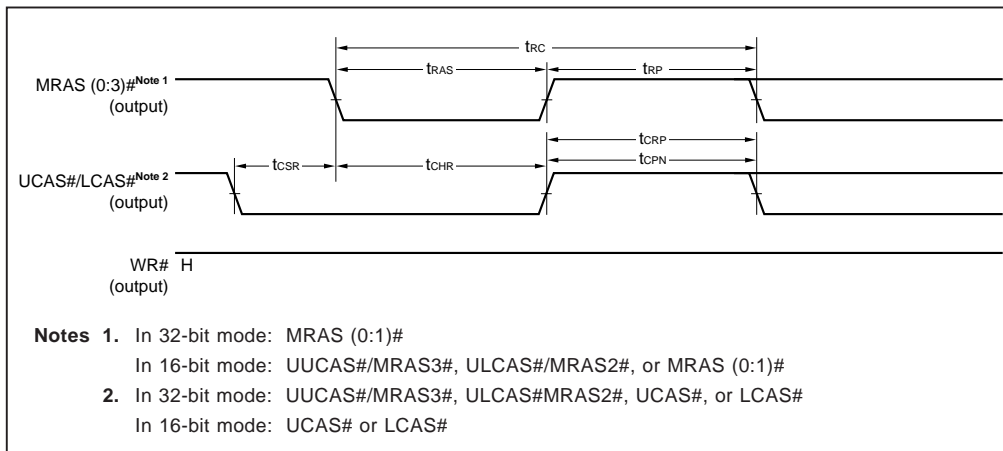 tRC
tRAS
tRP
MRAS (0:3)#Note 1
(output)
tCRP
tCSR
tCHR
tCPN
UCAS#/LCAS#Note 2
(output)
WR# H
(output)
Notes 1. In 32-bit mode: MRAS (0:1)#
In 16-bit mode: UUCAS#/MRAS3#, ULCAS#/MRAS2#, or MRAS (0:1)#
2. In 32-bit mode: UUCAS#/MRAS3#, ULCAS#MRAS2#, UCAS#, or LCAS#
In 16-bit mode: UCAS# or LCAS#